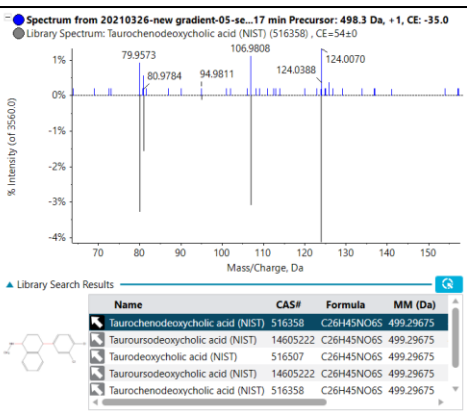 Spectrum from 20210326-new gradient-05-se...17 min Precursor: 498.3 Da, +1, CE: -35.0
Library Spectrum: Taurochenodeoxycholic acid (NIST) (516358) , CE=54±0
% Intensity (of 3560.0)
1%
0%
-1%
-2%
-3%
-4%
79.9573
80.9784
94.9811
106.9808
124.0388
124.0070
70 80 90 100 110 120 130 140 150
Mass/Charge, Da
Library Search Results
Name CAS# Formula MM (Da)
Taurochenodeoxycholic acid (NIST) 516358 C26H45NO6S 499.29675
Tauroursodeoxycholic acid (NIST) 14605222 C26H45NO6S 499.29675
Taurodeoxycholic acid (NIST) 516507 C26H45NO6S 499.29675
Tauroursodeoxycholic acid (NIST) 14605222 C26H45NO6S 499.29675
Taurochenodeoxycholic acid (NIST) 516358 C26H45NO6S 499.29675